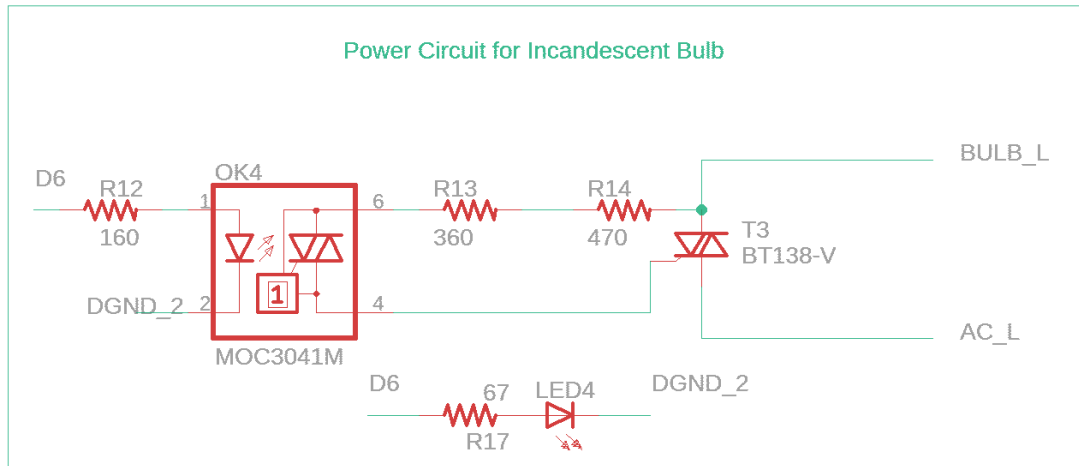 Power Circuit for Incandescent Bulb
BULB_L
OK4
D6
R12
R13
R14
1
6
160
360
470
T3
BT138-V
1
DGND_2
2
4
AC_L
MOC3041M
D6
67
LED4
DGND_2
R17